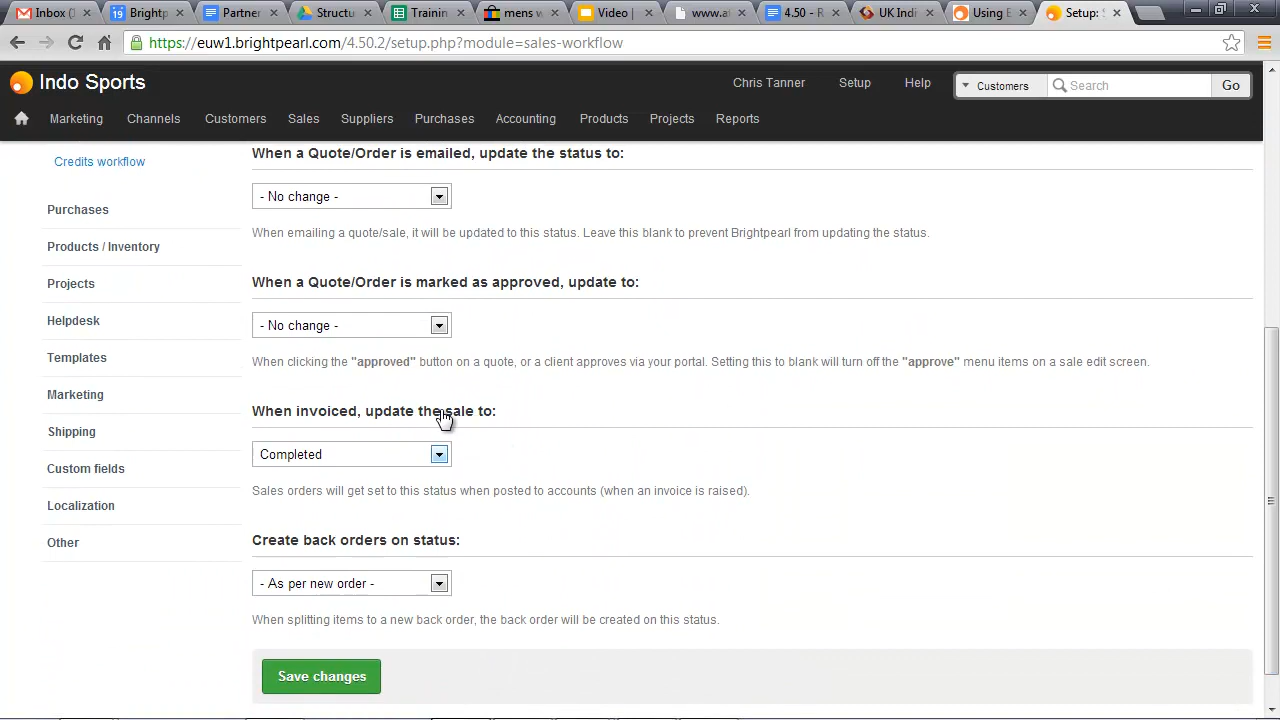 Inbox (
19
Brightp
Partner
Structu
Trainin
mens w
Video |
www.a
4.50 - R
UK Indi
Using E
Setup: S
https://euw1.brightpearl.com/4.50.2/setup.php?module=sales-workflow
Indo Sports
Chris Tanner
Setup
Help
Customers
Search
Go
Marketing
Channels
Customers
Sales
Suppliers
Purchases
Accounting
Products
Projects
Reports
Credits workflow
Purchases
Products / Inventory
Projects
Helpdesk
Templates
Marketing
Shipping
Custom fields
Localization
Other
When a Quote/Order is emailed, update the status to:
- No change -
When emailing a quote/sale, it will be updated to this status. Leave this blank to prevent Brightpearl from updating the status.
When a Quote/Order is marked as approved, update to:
- No change -
When clicking the "approved" button on a quote, or a client approves via your portal. Setting this to blank will turn off the "approve" menu items on a sale edit screen.
When invoiced, update the sale to:
Completed
Sales orders will get set to this status when posted to accounts (when an invoice is raised).
Create back orders on status:
- As per new order -
When splitting items to a new back order, the back order will be created on this status.
Save changes